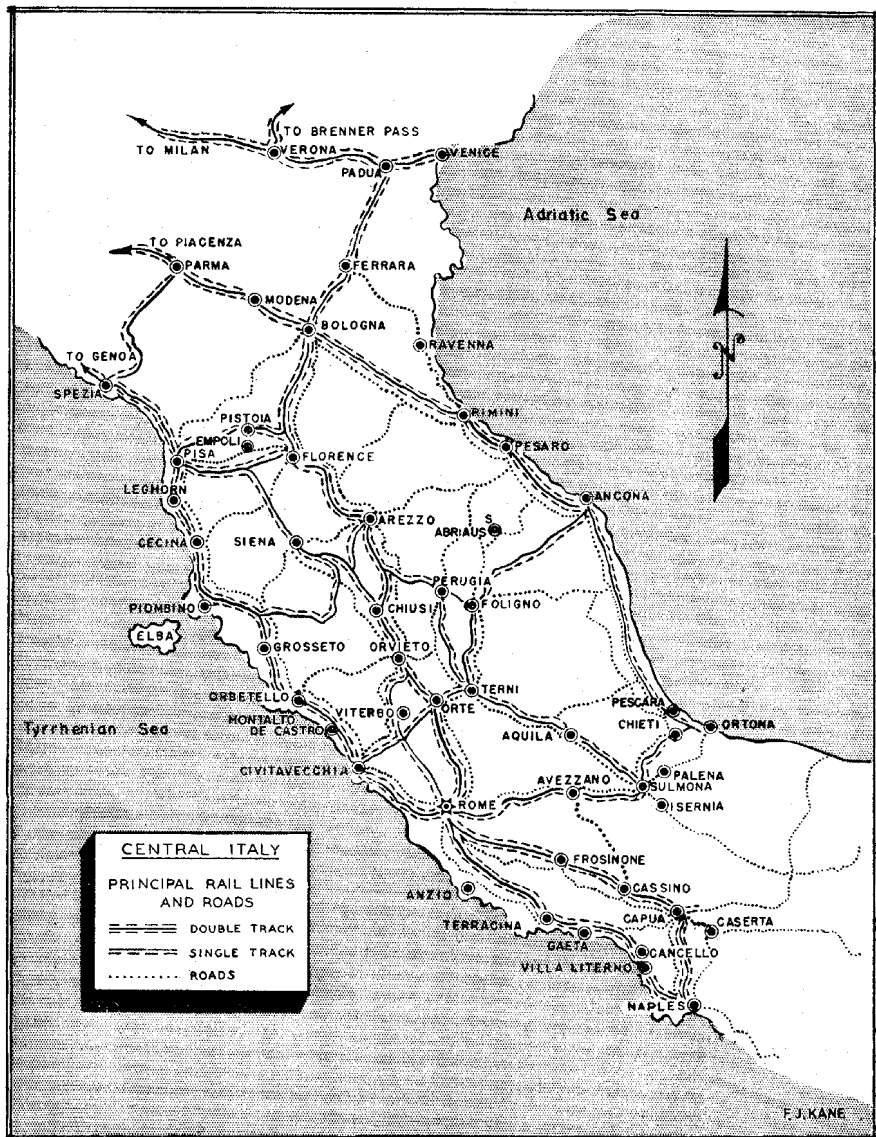 TO BRENNER PASS
TO MILAN
VERONA
VENICE
PADUA
Adriatic Sea
TO PIACENZA
PARMA
FERRARA
MODENA
BOLOGNA
RAVENNA
N
TO GENOA
SPEZIA
RIMINI
PISTOIA
EMPOLI
PISA
FLORENCE
PESARO
LEGHORN
ANCONA
AREZZO
S
ABRIAUS
CECINA
SIENA
PERUGIA
PIOMBINO
CHIUSI
FOLIGNO
ELBA
GROSSETO
ORVIETO
ORBETELLO
TERNI
VITERBO
ORTE
PESCARA
Tyrrhenian Sea
MONTALTO
DE CASTRO
CHIETI
ORTONA
AQUILA
CIVITAVECCHIA
PALENA
AVEZZANO
SULMONA
ROME
ISERNIA
CENTRAL ITALY
PRINCIPAL RAIL LINES
AND ROADS
DOUBLE TRACK
SINGLE TRACK
ROADS
FROSINONE
ANZIO
CASSINO
CAPUA
CASERTA
TERRACINA
GAETA
CANCELLO
VILLA LITERNO
NAPLES
F.J.KANE